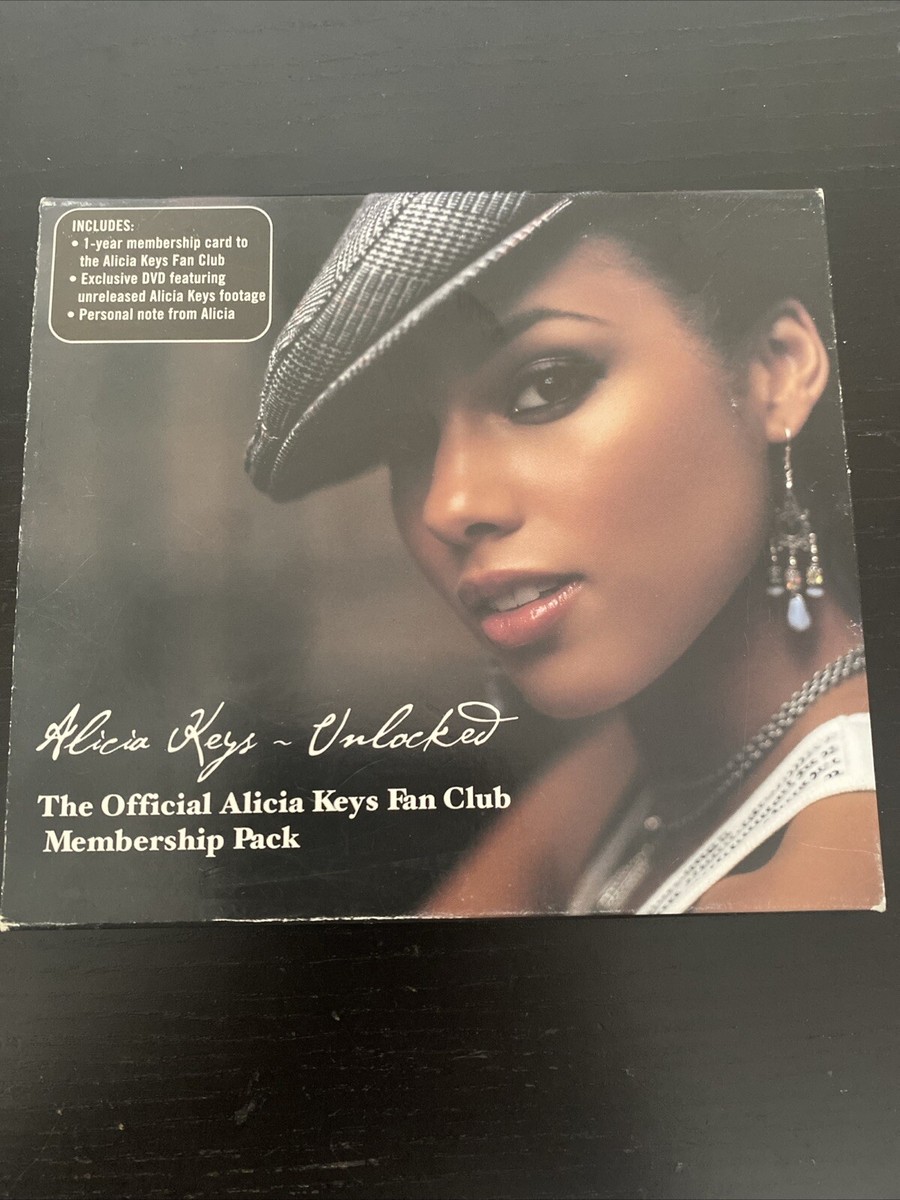 INCLUDES:
• 1-year membership card to
the Alicia Keys Fan Club
• Exclusive DVD featuring
unreleased Alicia Keys footage
• Personal note from Alicia
Alicia Keys ~ Unlocked
The Official Alicia Keys Fan Club
Membership Pack